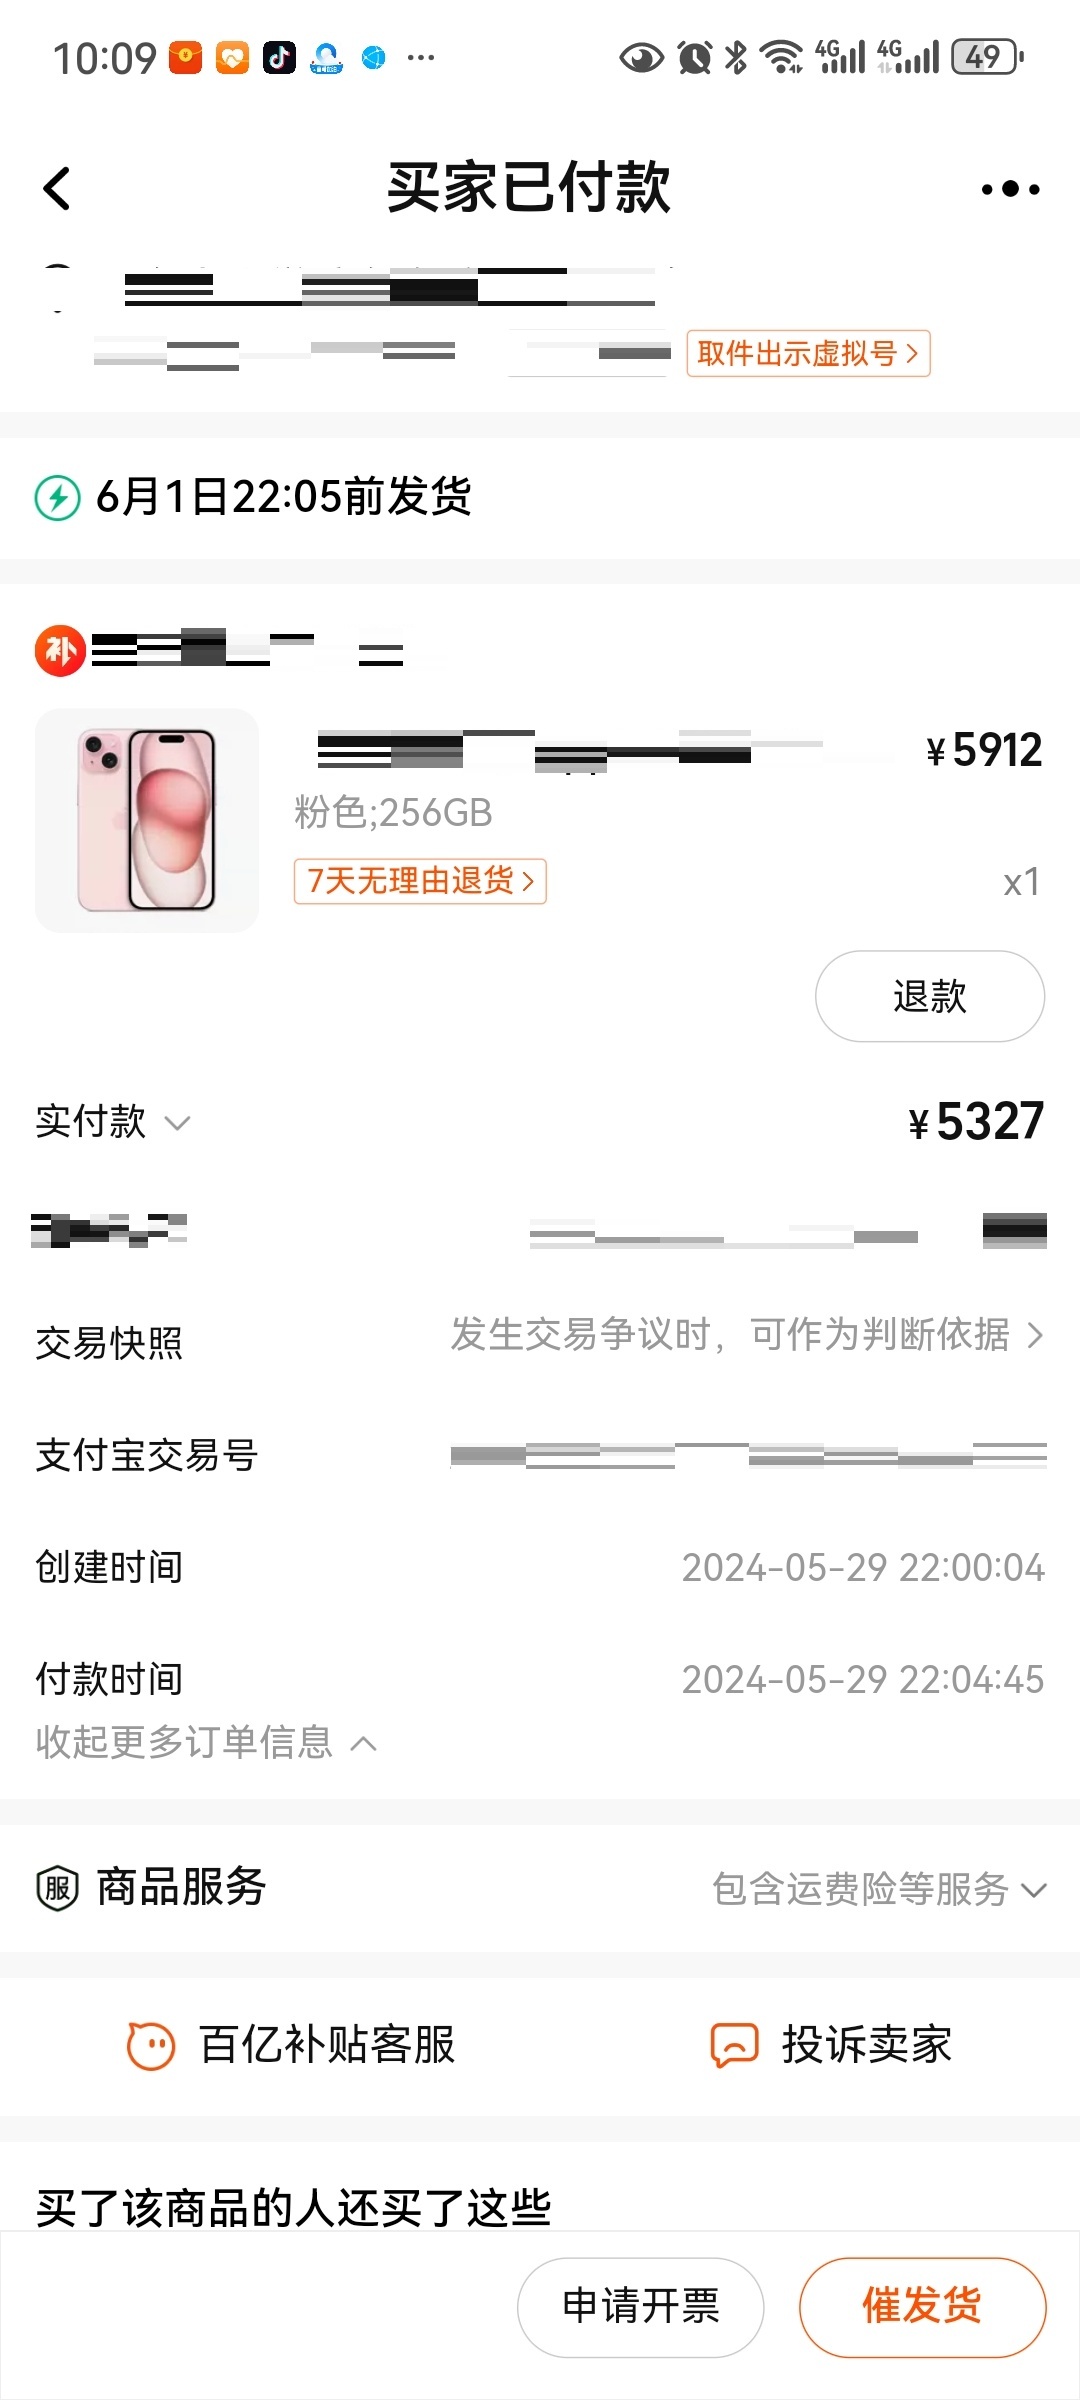 10:09
4G 4G 49
买家已付款
取件出示虚拟号
6月1日22:05前发货
补
¥5912
粉色;256GB
7天无理由退货
x1
退款
实付款 ¥5327
交易快照 发生交易争议时，可作为判断依据
支付宝交易号
创建时间 2024-05-29 22:00:04
付款时间 2024-05-29 22:04:45
收起更多订单信息
服 商品服务 包含运费险等服务
百亿补贴客服 投诉卖家
买了该商品的人还买了这些
申请开票 催发货